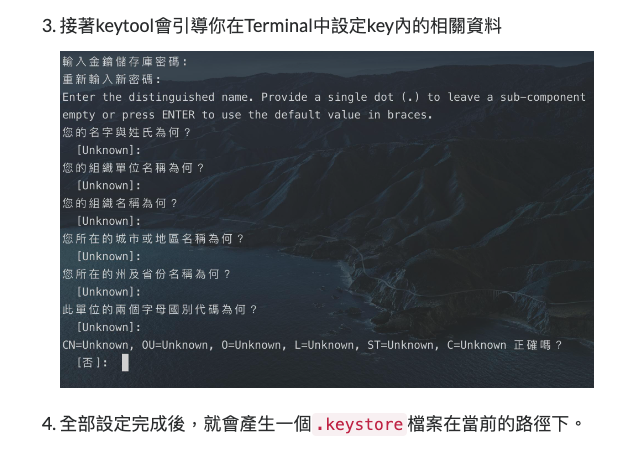 3. 接著keytool會引導你在Terminal中設定key內的相關資料
輸入金鑰儲存庫密碼:
重新輸入新密碼:
Enter the distinguished name. Provide a single dot (.) to leave a sub-component
empty or press ENTER to use the default value in braces.
您的名字與姓氏為何？
[Unknown]:
您的組織單位名稱為何？
[Unknown]:
您的組織名稱為何？
[Unknown]:
您所在的城市或地區名稱為何？
[Unknown]:
您所在的州及省份名稱為何？
[Unknown]:
此單位的兩個字母國別代碼為何？
[Unknown]:
CN=Unknown, OU=Unknown, O=Unknown, L=Unknown, ST=Unknown, C=Unknown 正確嗎？
[否]:
4. 全部設定完成後，就會產生一個 .keystore 檔案在當前的路徑下。